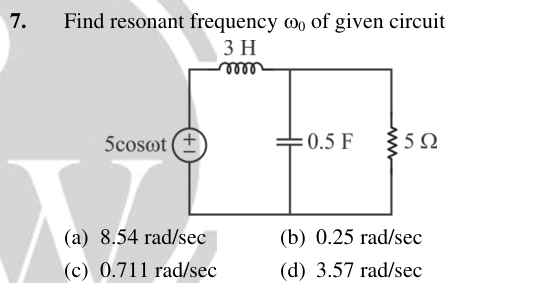 7. Find resonant frequency ω₀ of given circuit
3 H
5cosωt
0.5 F
5 Ω
(a) 8.54 rad/sec (b) 0.25 rad/sec
(c) 0.711 rad/sec (d) 3.57 rad/sec